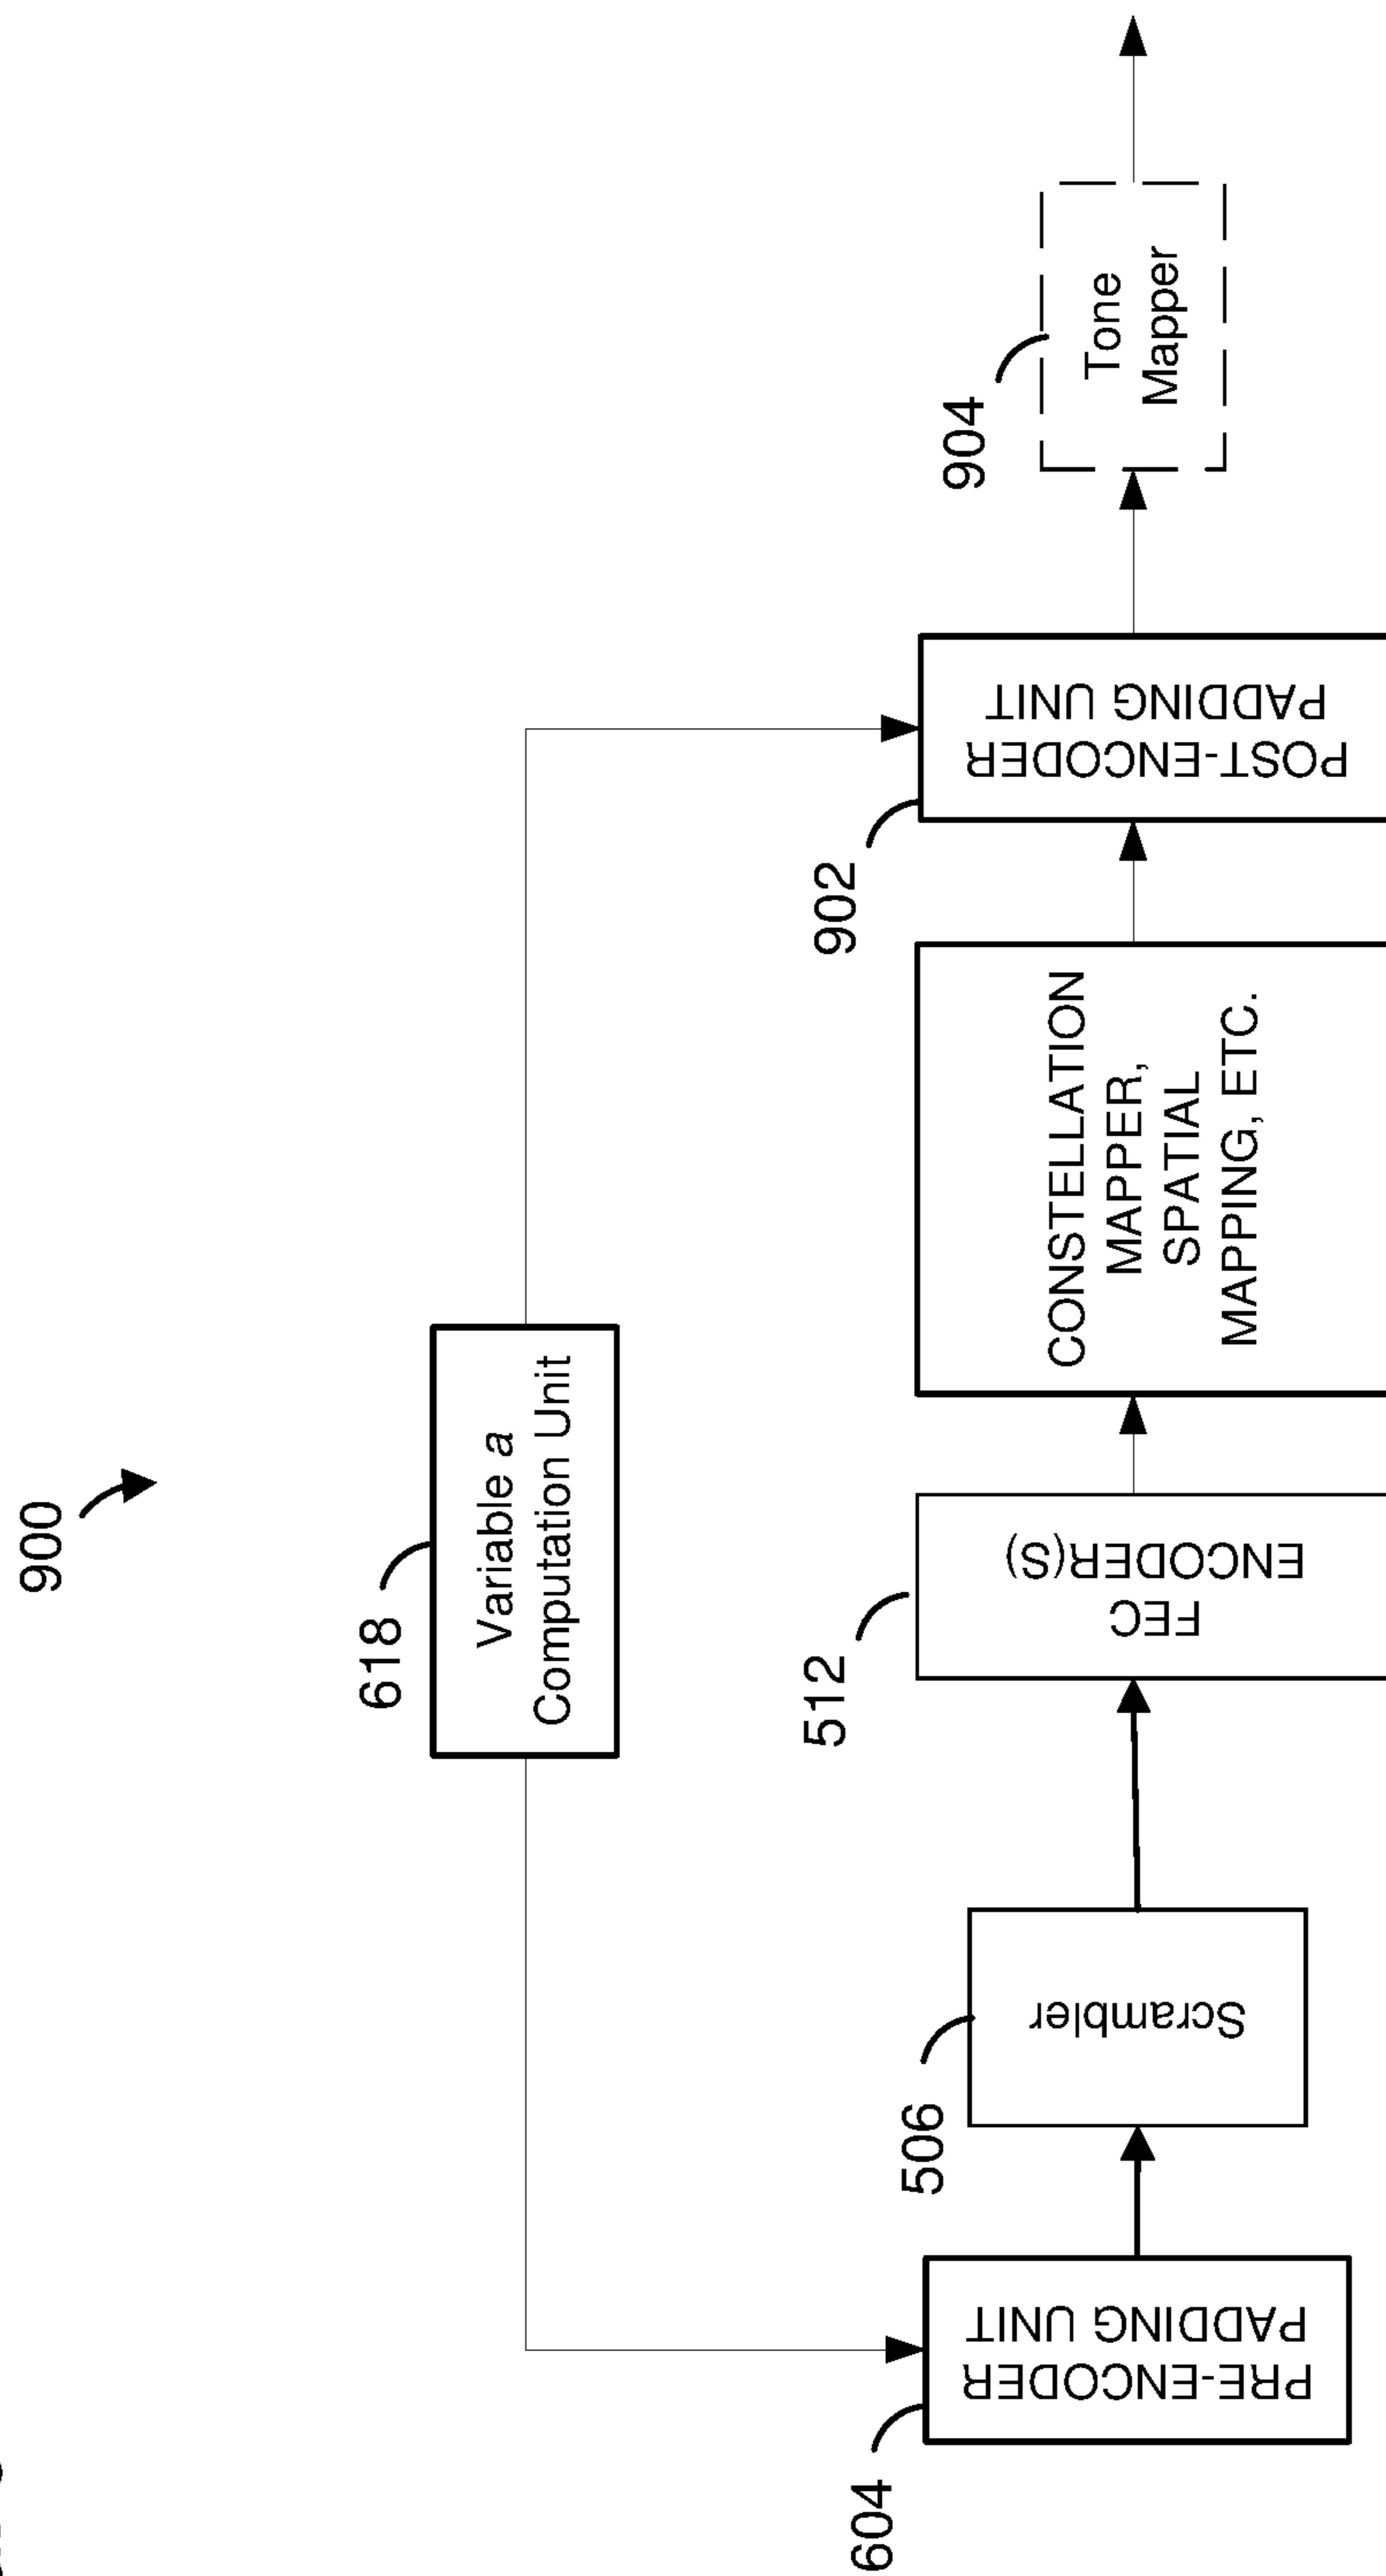 900
618
Variable a
Computation Unit
604
PRE-ENCODER
PADDING UNIT
506
Scrambler
512
FEC
ENCODER(S)
CONSTELLATION
MAPPER,
SPATIAL
MAPPING, ETC.
902
POST-ENCODER
PADDING UNIT
904
Tone
Mapper